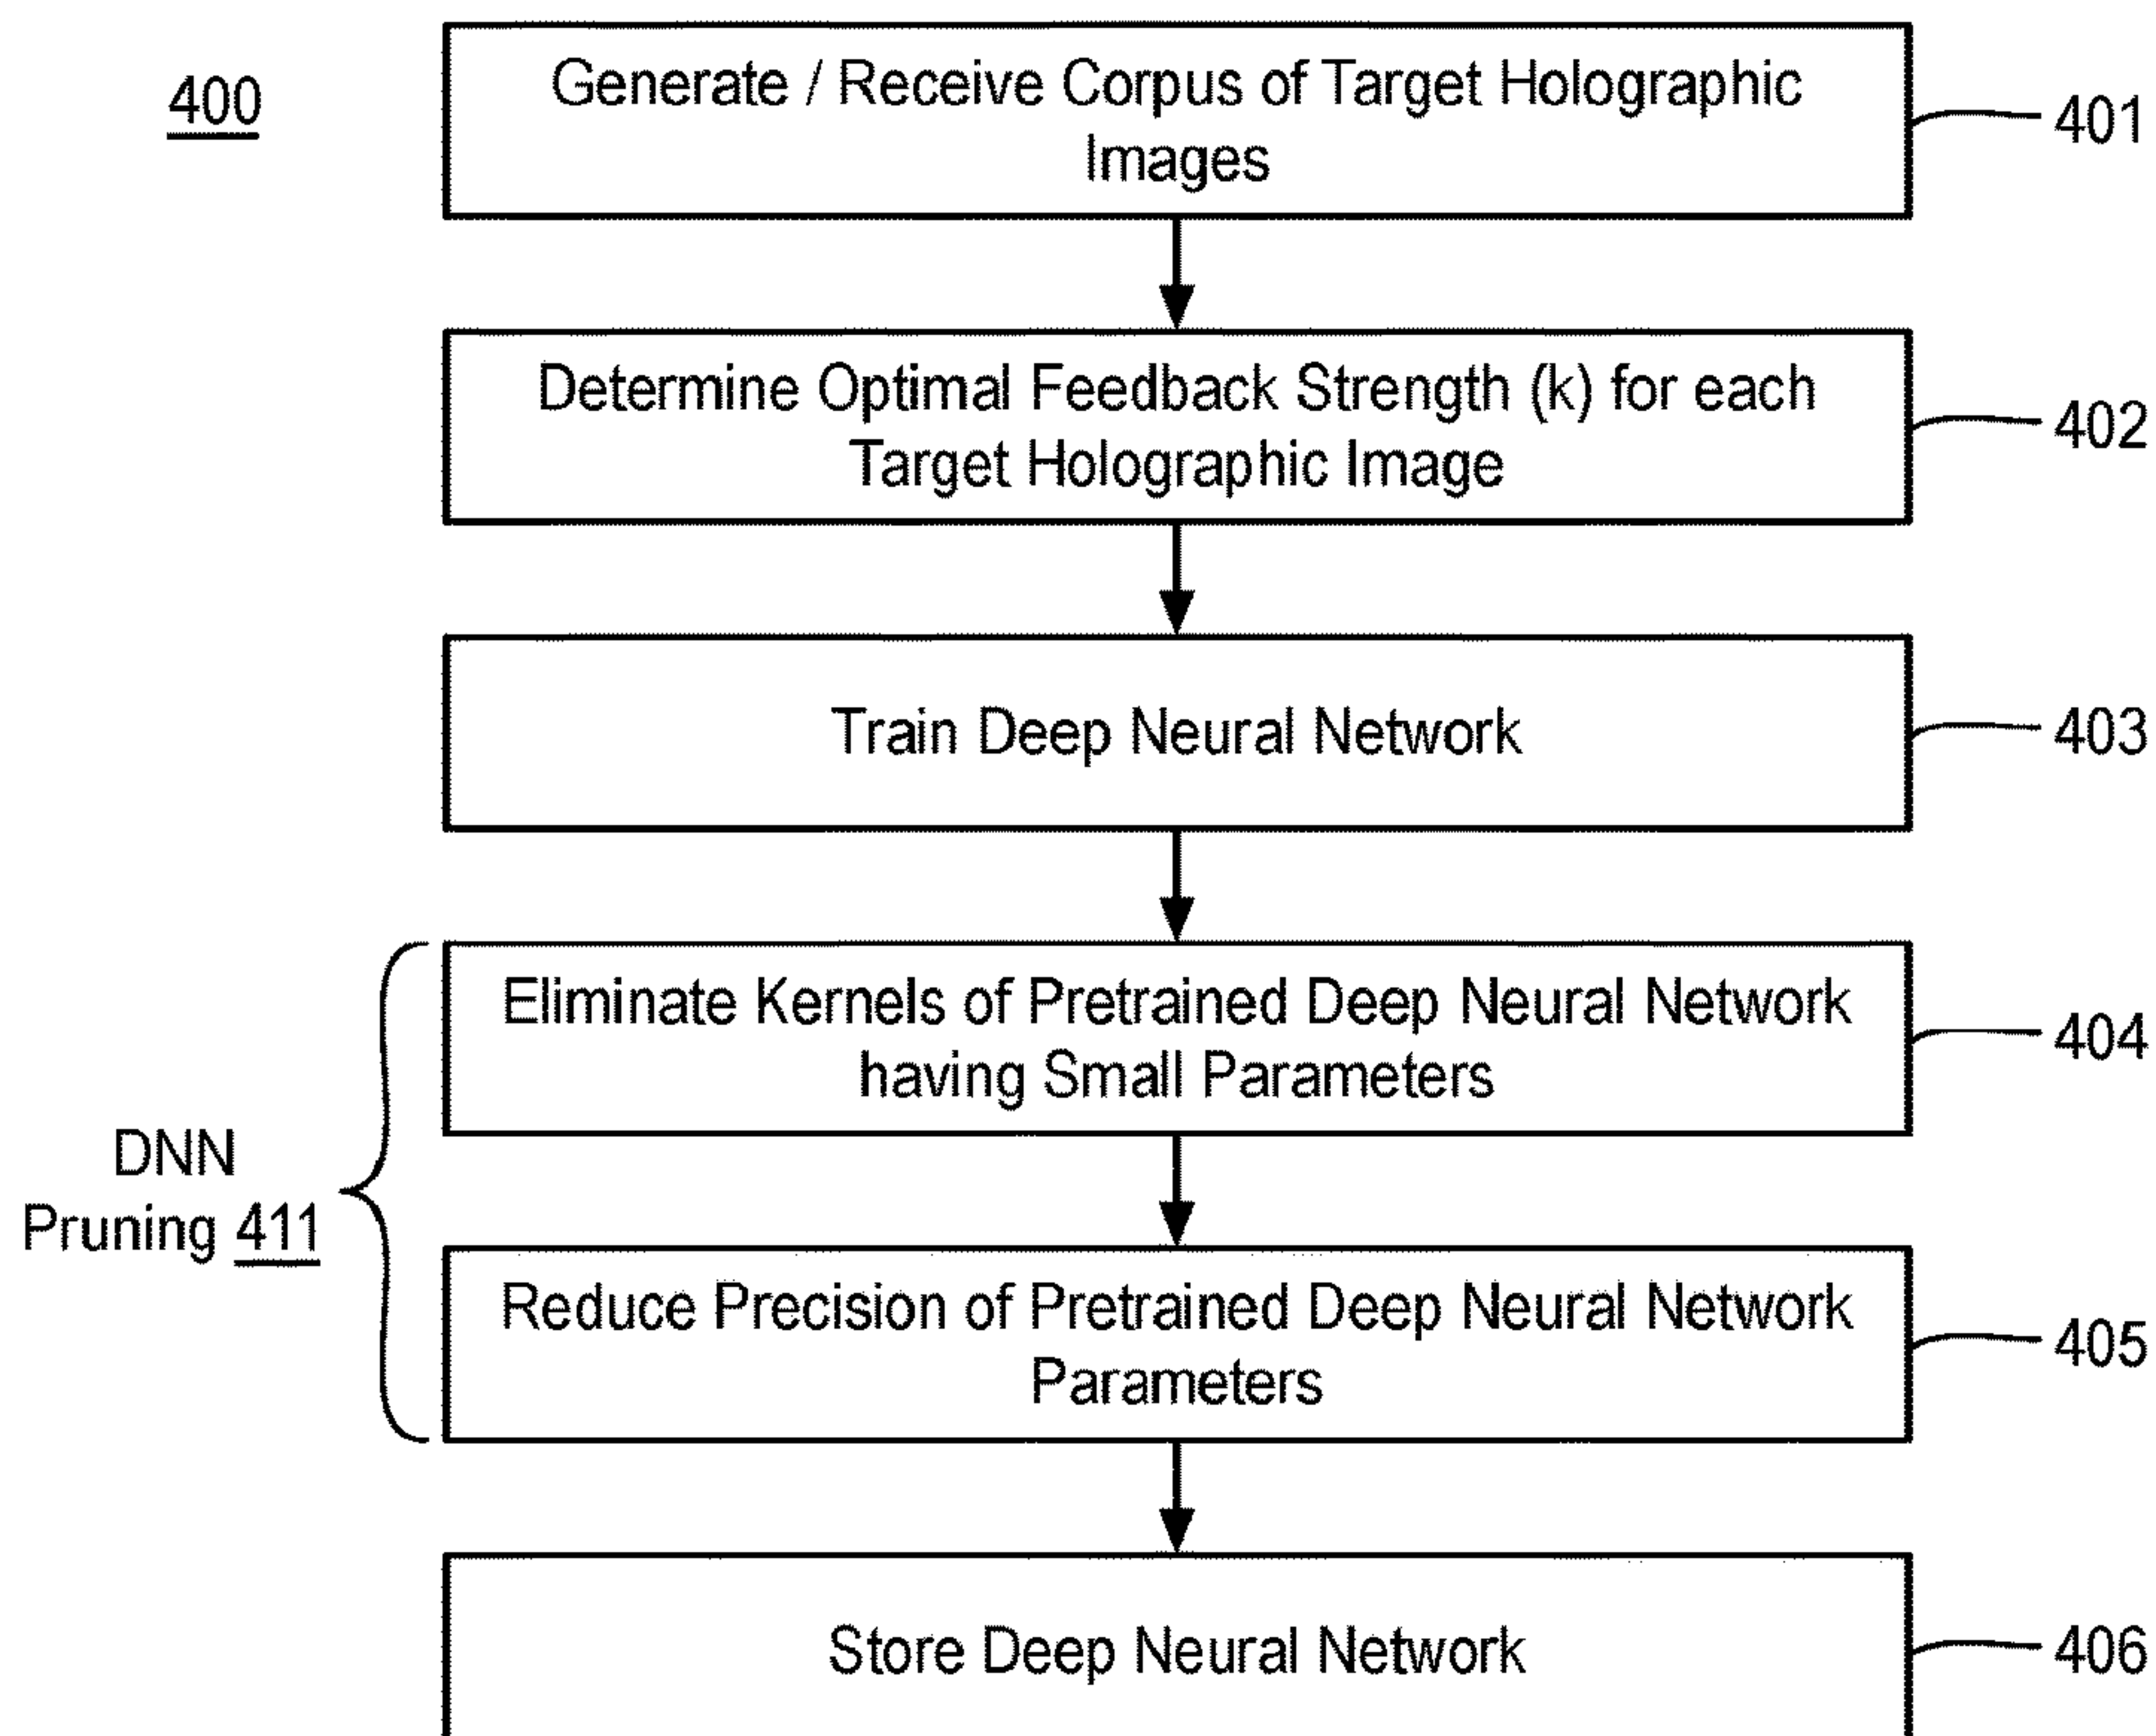 400
Generate / Receive Corpus of Target Holographic
Images
401
Determine Optimal Feedback Strength (k) for each
Target Holographic Image
402
Train Deep Neural Network
403
Eliminate Kernels of Pretrained Deep Neural Network
having Small Parameters
404
DNN
Pruning 411
Reduce Precision of Pretrained Deep Neural Network
Parameters
405
Store Deep Neural Network
406